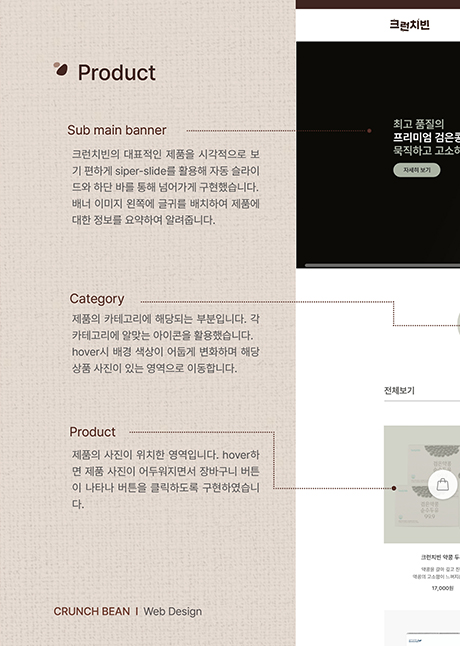 Product
Sub main banner
크런치빈의 대표적인 제품을 시각적으로 보
기 편하게 siper-slide를 활용해 자동 슬라이
드와 하단 바를 통해 넘어가게 구현했습니다.
배너 이미지 왼쪽에 글귀를 배치하여 제품에
대한 정보를 요약하여 알려줍니다.
Category
제품의 카테고리에 해당되는 부분입니다. 각
카테고리에 알맞는 아이콘을 활용했습니다.
hover시 배경 색상이 어둡게 변화하며 해당
상품 사진이 있는 영역으로 이동합니다.
Product
제품의 사진이 위치한 영역입니다. hover하
면 제품 사진이 어두워지면서 장바구니 버튼
이 나타나 버튼을 클릭하도록 구현하였습니
다.
CRUNCH BEAN I Web Design
크런치빈
최고 품질의
프리미엄 검은콩
묵직하고 고소
자세히 보기
전체보기
크런치빈 약콩 두
17,000원